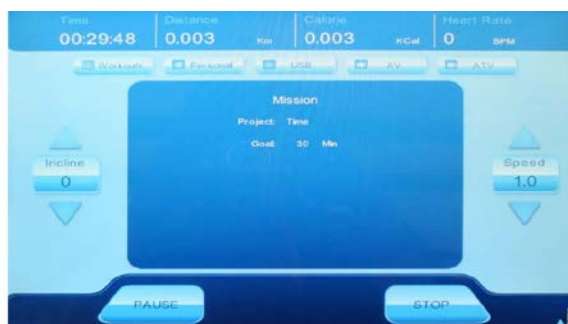 Time Distance Calorie Heart Rate
00:29:48 0.003 Km 0.003 KCal 0 BPM
Workouts Personal USB AV ATV
Mission
Project: Time
Goal: 30 Min
Incline
0
Speed
1.0
PAUSE STOP